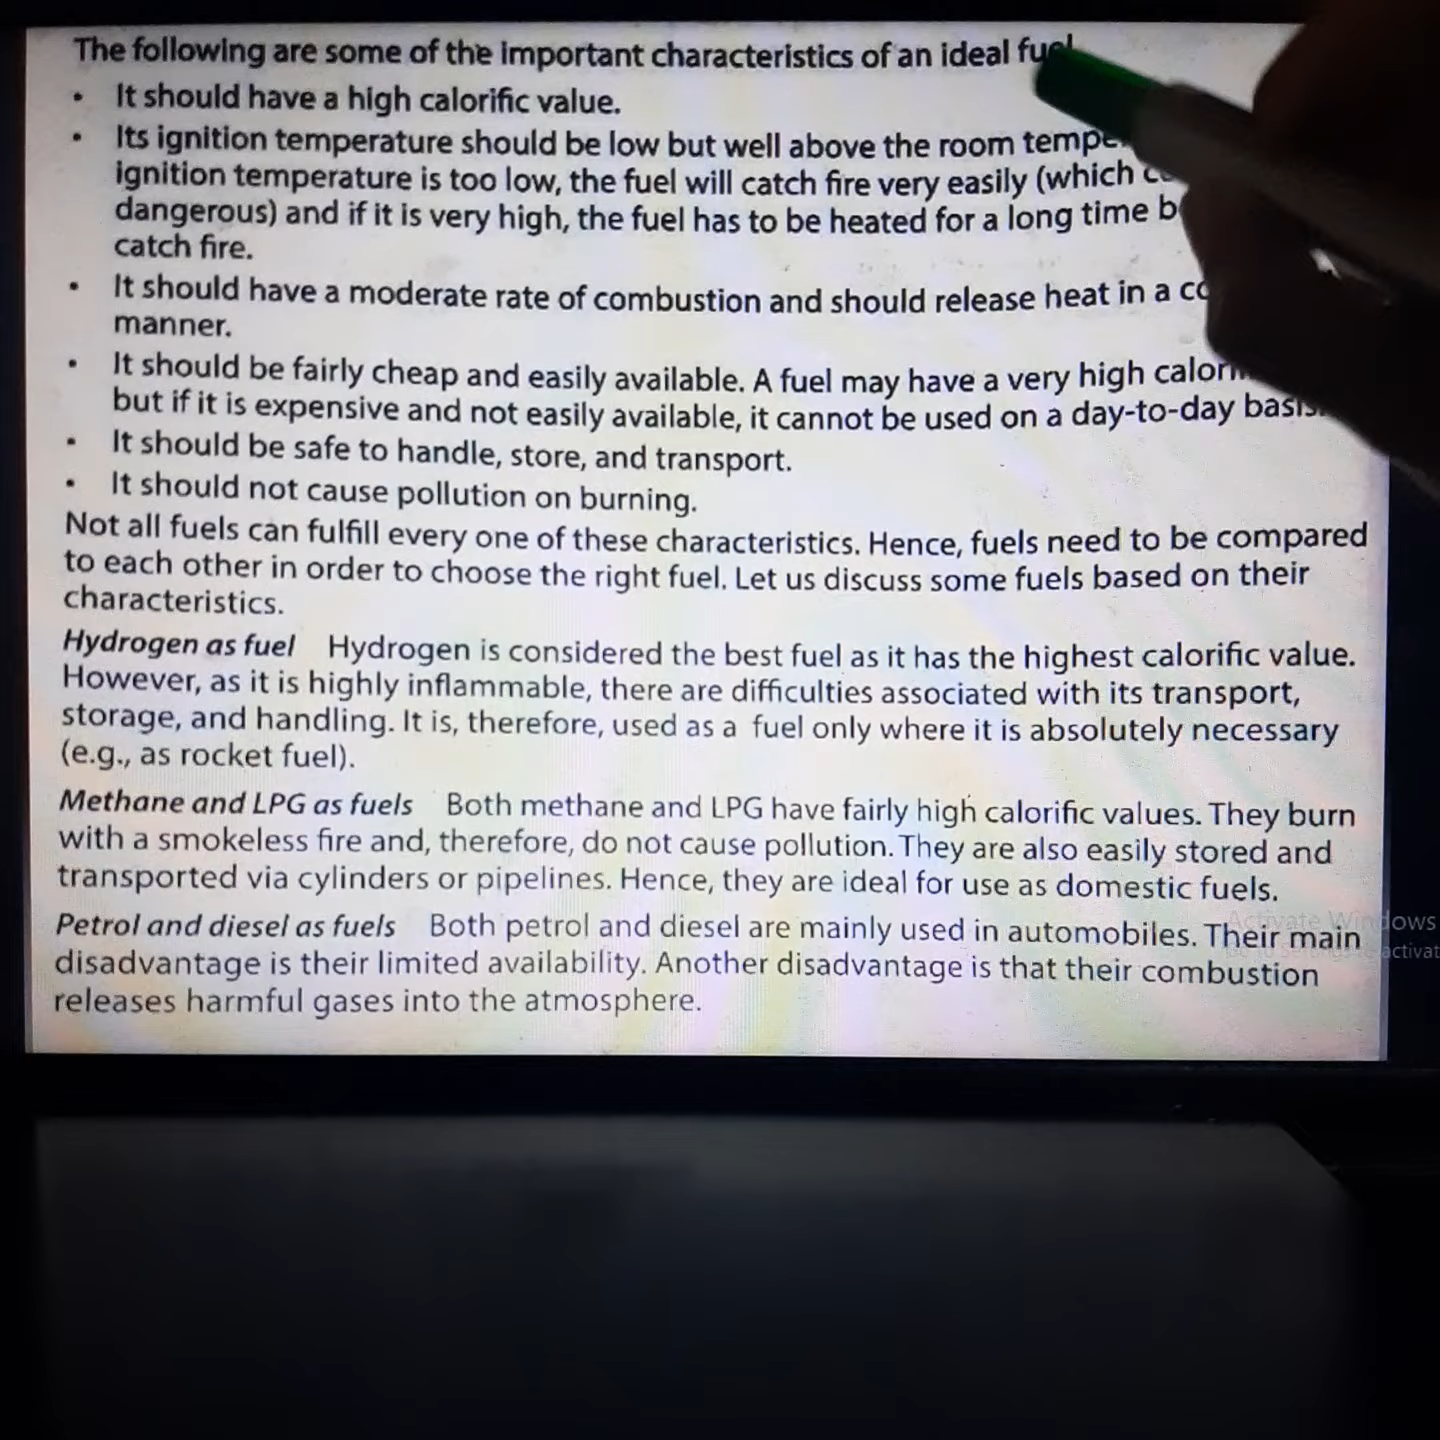 The following are some of the important characteristics of an ideal fuel
• It should have a high calorific value.
• Its ignition temperature should be low but well above the room
ignition temperature is too low, the fuel will catch fire very easily (which
dangerous) and if it is very high, the fuel has to be heated for a long time
catch fire.
• It should have a moderate rate of combustion and should release heat in a
manner.
• It should be fairly cheap and easily available. A fuel may have a very high
but if it is expensive and not easily available, it cannot be used on a day-to-day basis.
• It should be safe to handle, store, and transport.
• It should not cause pollution on burning.
Not all fuels can fulfill every one of these characteristics. Hence, fuels need to be compared
to each other in order to choose the right fuel. Let us discuss some fuels based on their
characteristics.
Hydrogen as fuel Hydrogen is considered the best fuel as it has the highest calorific value.
However, as it is highly inflammable, there are difficulties associated with its transport,
storage, and handling. It is, therefore, used as a fuel only where it is absolutely necessary
(e.g., as rocket fuel).
Methane and LPG as fuels Both methane and LPG have fairly high calorific values. They burn
with a smokeless fire and, therefore, do not cause pollution. They are also easily stored and
transported via cylinders or pipelines. Hence, they are ideal for use as domestic fuels.
Activate Windows
Petrol and diesel as fuels Both petrol and diesel are mainly used in automobiles. Their main
disadvantage is their limited availability. Another disadvantage is that their combustion
releases harmful gases into the atmosphere.